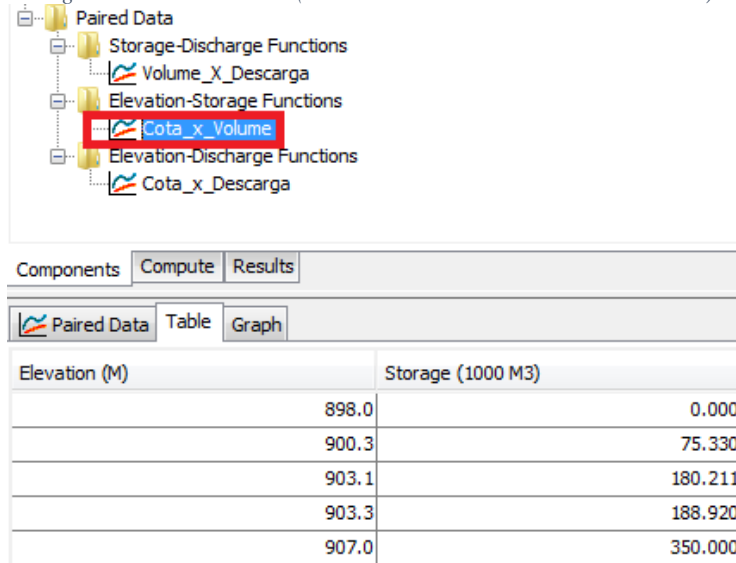 Paired Data
Storage-Discharge Functions
Volume_X_Descarga
Elevation-Storage Functions
Cota_x_Volume
Elevation-Discharge Functions
Cota_x_Descarga
Components Compute Results
Paired Data Table Graph
Elevation (M) Storage (1000 M3)
898.0 0.000
900.3 75.330
903.1 180.211
903.3 188.920
907.0 350.000